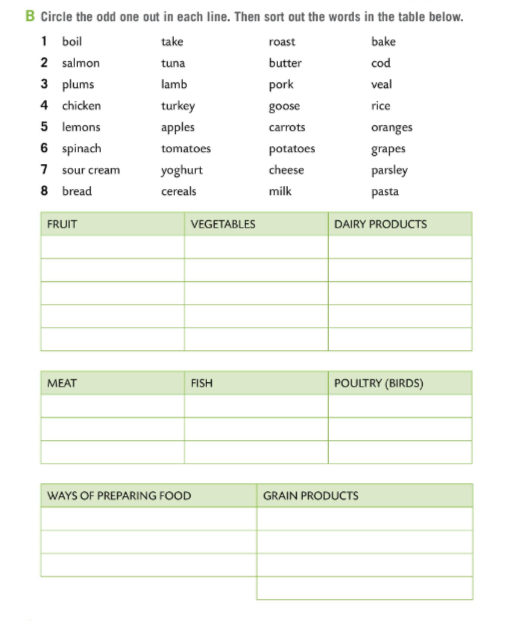 B Circle the odd one out in each line. Then sort out the words in the table below.
1 boil take roast bake
2 salmon tuna butter cod
3 plums lamb pork veal
4 chicken turkey goose rice
5 lemons apples carrots oranges
6 spinach tomatoes potatoes grapes
7 sour cream yoghurt cheese parsley
8 bread cereals milk pasta
FRUIT VEGETABLES DAIRY PRODUCTS
MEAT FISH POULTRY (BIRDS)
WAYS OF PREPARING FOOD GRAIN PRODUCTS